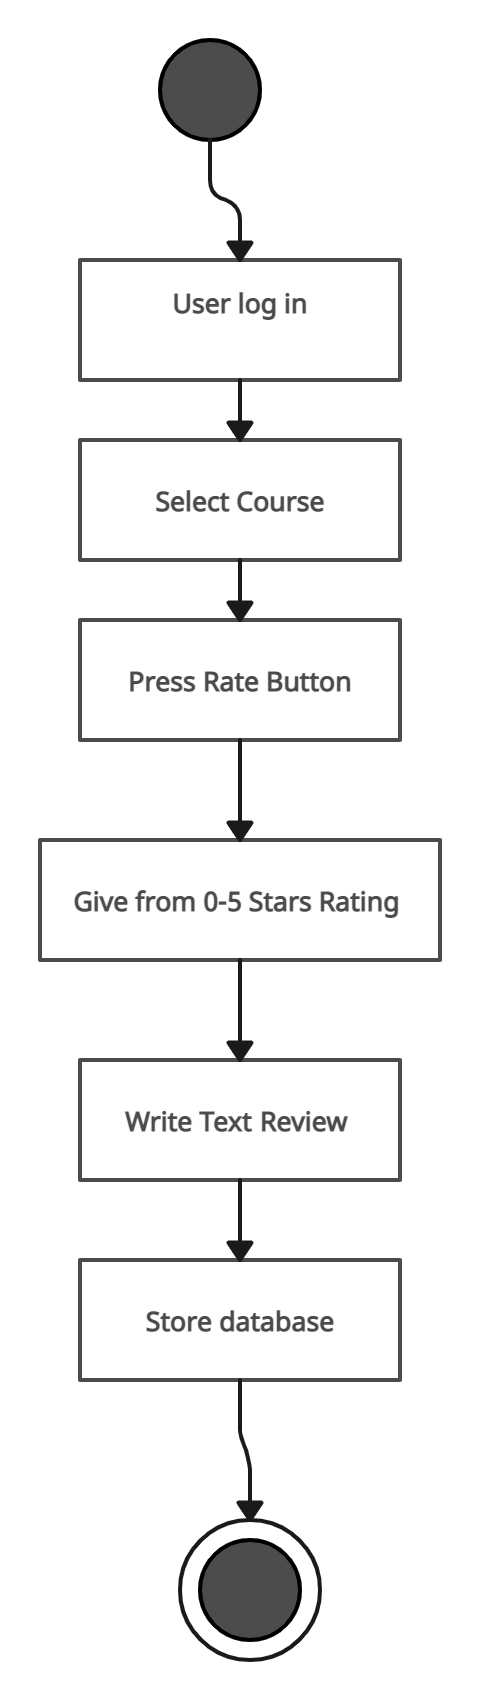 User log in
Select Course
Press Rate Button
Give from 0-5 Stars Rating
Write Text Review
Store database